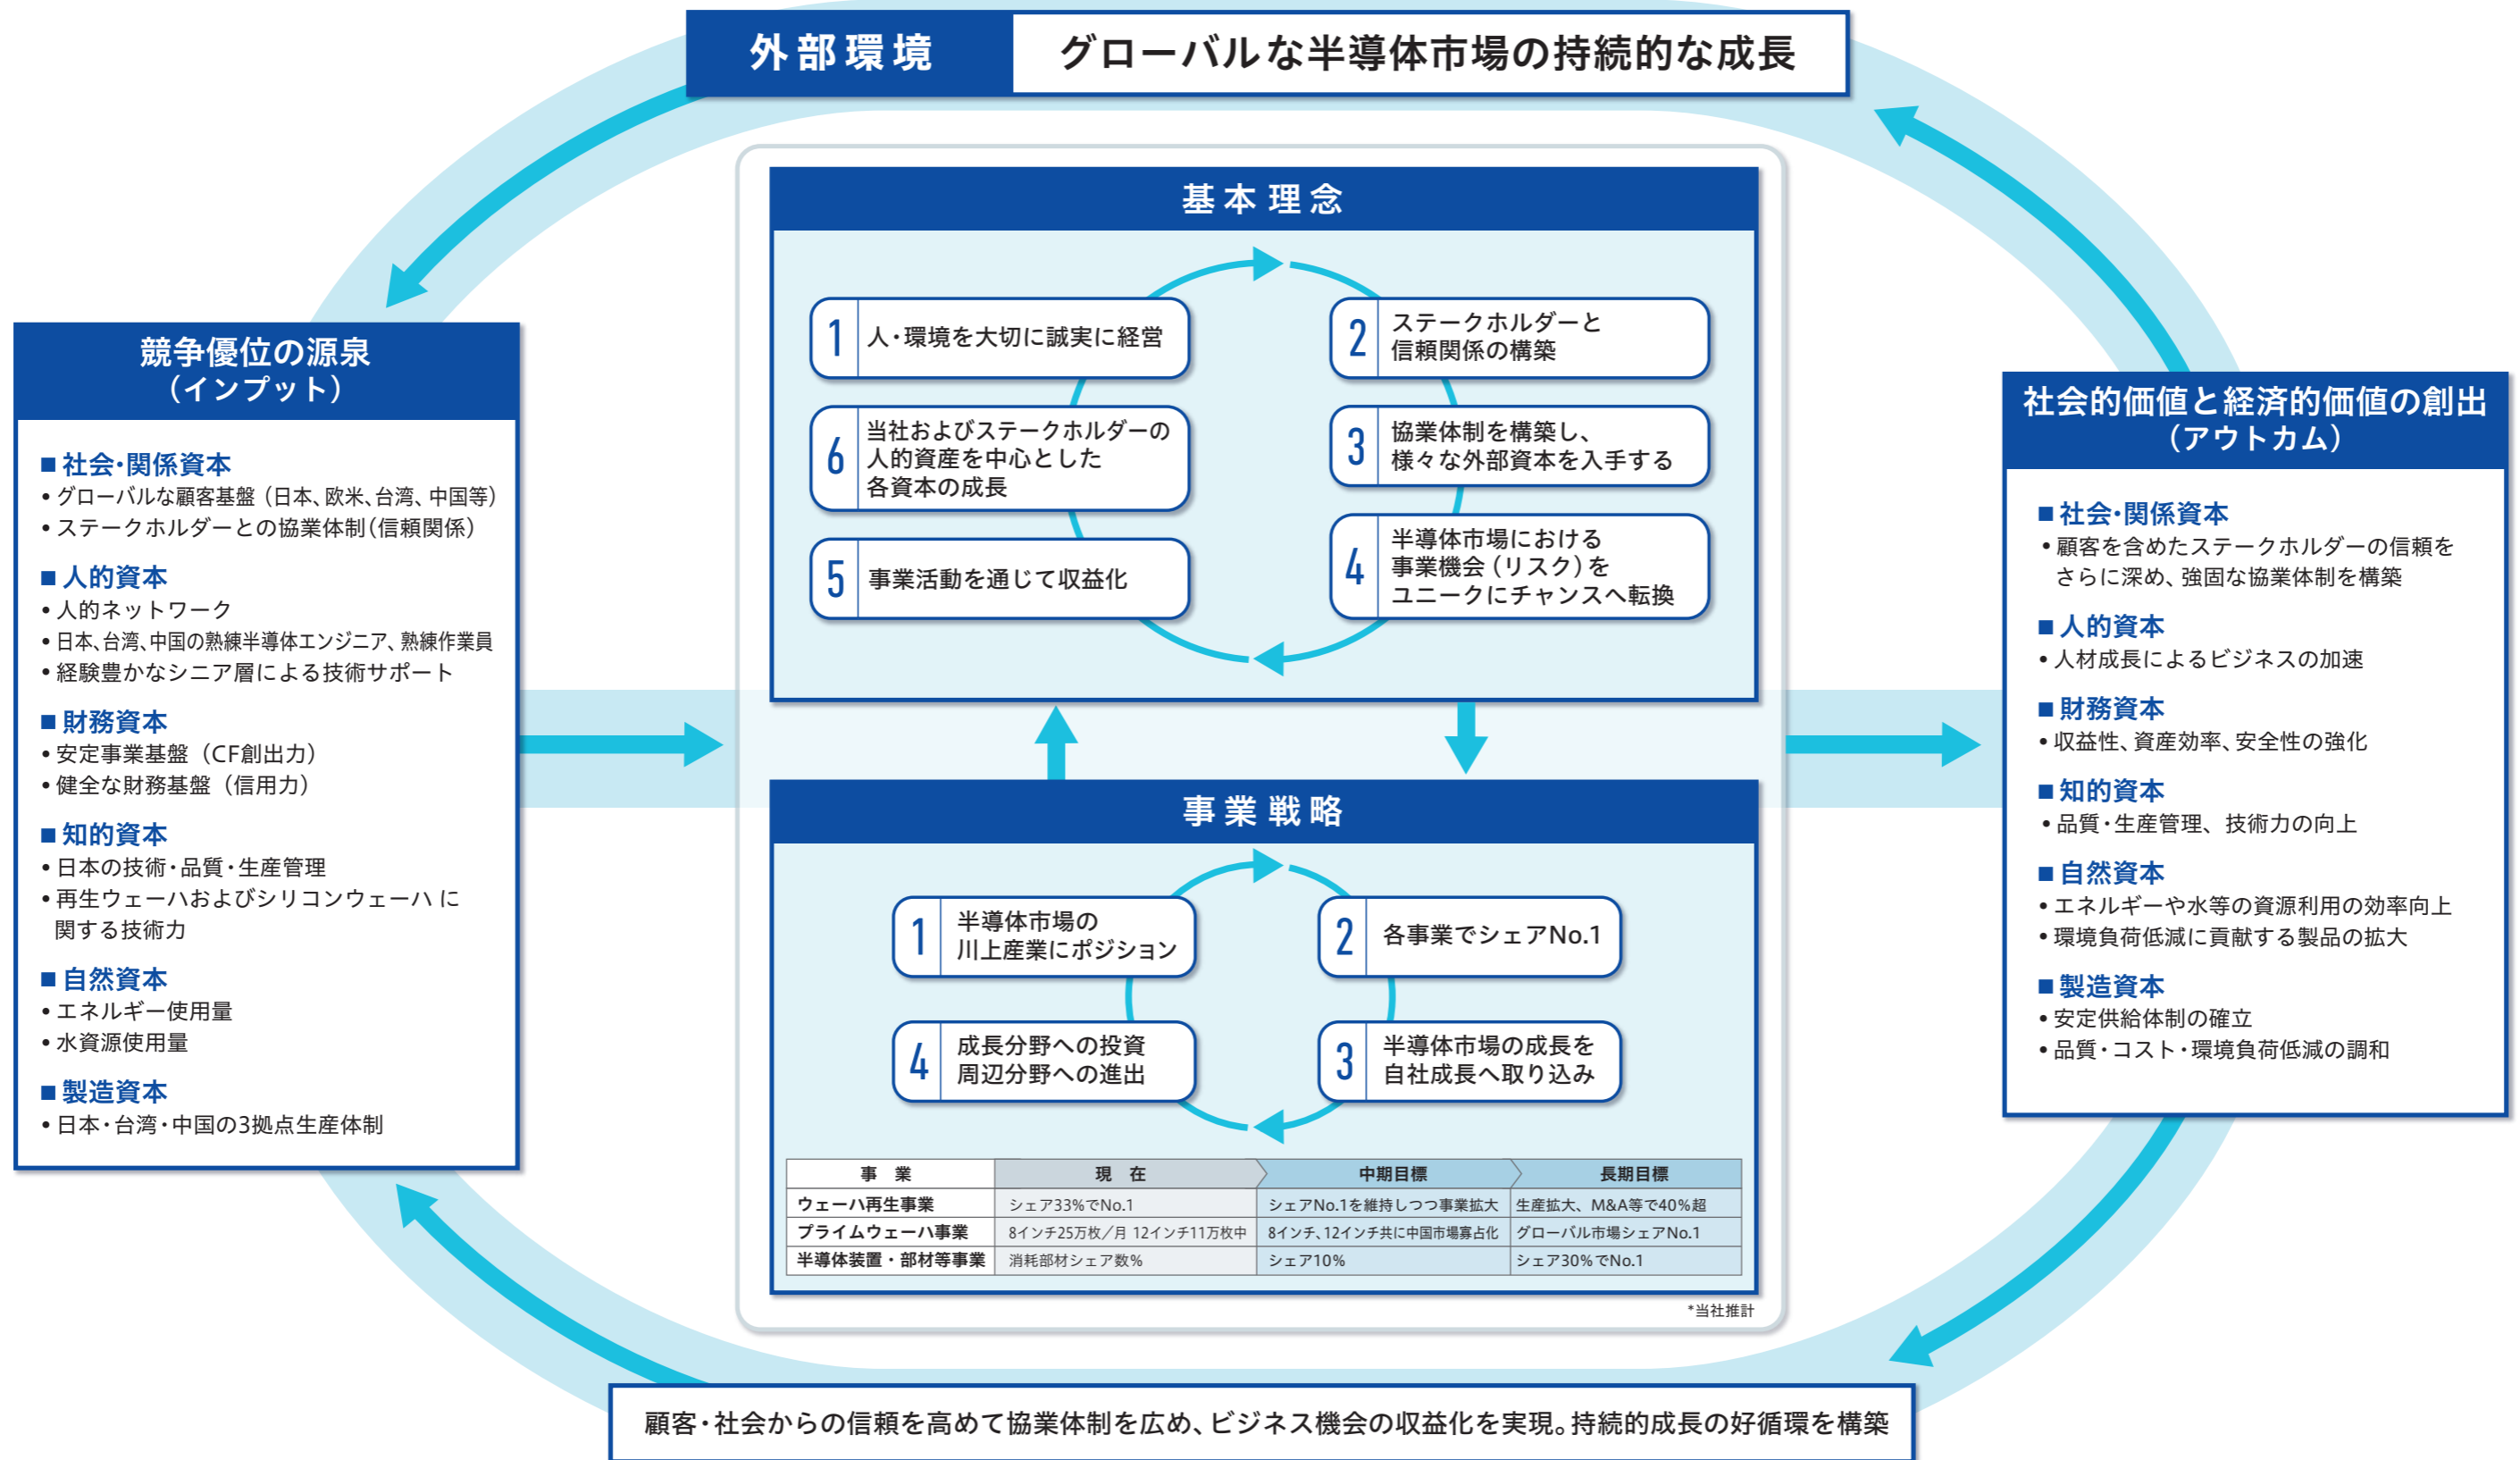 外部環境
グローバルな半導体市場の持続的な成長
競争優位の源泉
（インプット）
■社会・関係資本
•グローバルな顧客基盤（日本、欧米、台湾、中国等）
•ステークホルダーとの協業体制（信頼関係）
■人的資本
•人的ネットワーク
•日本、台湾、中国の熟練半導体エンジニア、熟練作業員
•経験豊かなシニア層による技術サポート
■財務資本
•安定事業基盤（CF創出力）
•健全な財務基盤（信用力）
■知的資本
•日本の技術・品質・生産管理
•再生ウェーハおよびシリコンウェーハ に
関する技術力
■自然資本
•エネルギー使用量
•水資源使用量
■製造資本
•日本・台湾・中国の3拠点生産体制
基本理念
1 人・環境を大切に誠実に経営
2 ステークホルダーと
信頼関係の構築
3 協業体制を構築し、
様々な外部資本を入手する
4 半導体市場における
事業機会（リスク）を
ユニークにチャンスへ転換
5 事業活動を通じて収益化
6 当社およびステークホルダーの
人的資産を中心とした
各資本の成長
事業戦略
1 半導体市場の
川上産業にポジション
2 各事業でシェアNo.1
3 半導体市場の成長を
自社成長へ取り込み
4 成長分野への投資
周辺分野への進出
事 業 現 在 中期目標 長期目標
ウェーハ再生事業 シェア33%でNo.1 シェアNo.1を維持しつつ事業拡大 生産拡大、M&A等で40%超
プライムウェーハ事業 8インチ25万枚／月 12インチ11万枚中 8インチ、12インチ共に中国市場寡占化 グローバル市場シェアNo.1
半導体装置・部材等事業 消耗部材シェア数% シェア10% シェア30%でNo.1
*当社推計
社会的価値と経済的価値の創出
（アウトカム）
■社会・関係資本
•顧客を含めたステークホルダーの信頼を
さらに深め、強固な協業体制を構築
■人的資本
•人材成長によるビジネスの加速
■財務資本
•収益性、資産効率、安全性の強化
■知的資本
•品質・生産管理、技術力の向上
■自然資本
•エネルギーや水等の資源利用の効率向上
•環境負荷低減に貢献する製品の拡大
■製造資本
•安定供給体制の確立
•品質・コスト・環境負荷低減の調和
顧客・社会からの信頼を高めて協業体制を広め、ビジネス機会の収益化を実現。持続的成長の好循環を構築